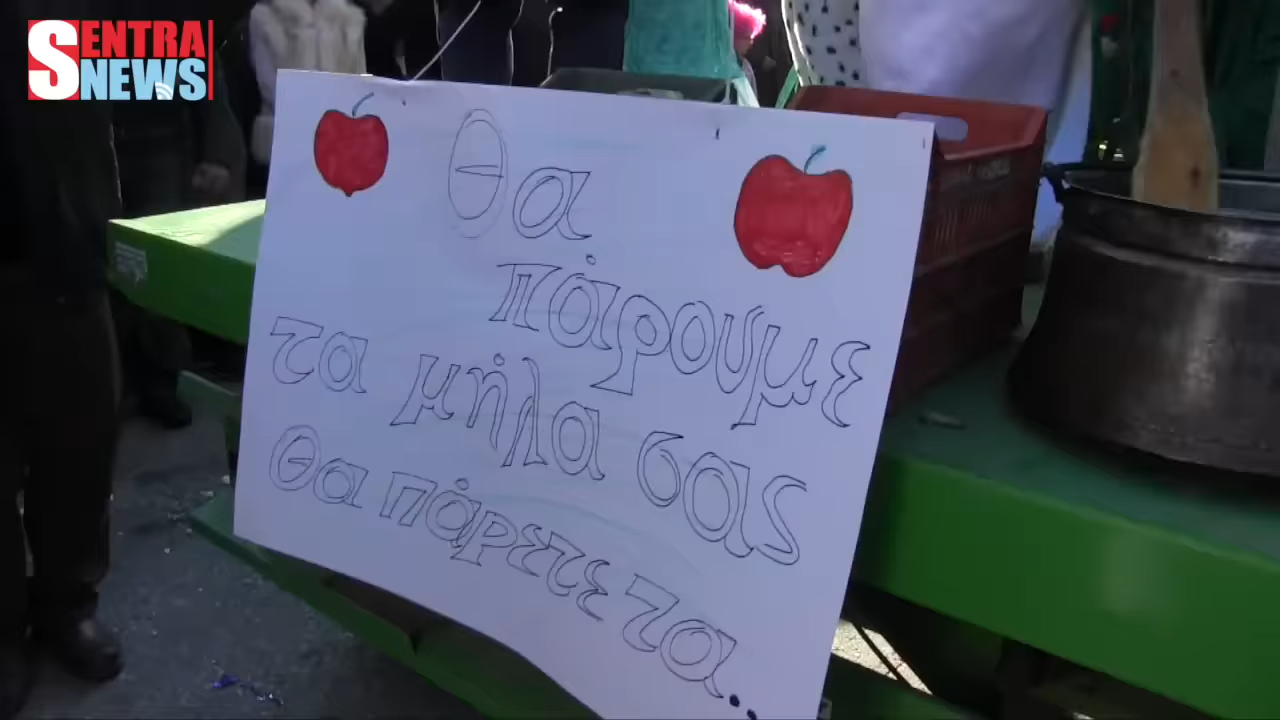 SENTRA
NEWS
Θα
πάρουμε
τα μήλα σας
Θα πάρετε τα..